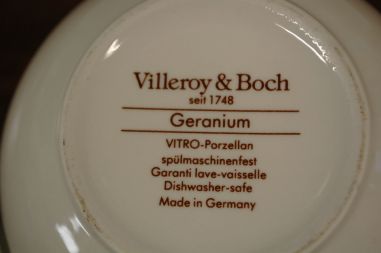 Villeroy & Boch
seit 1748
Geranium
VITRO-Porzellan
spülmaschinenfest
Garanti lave-vaisselle
Dishwasher-safe
Made in Germany